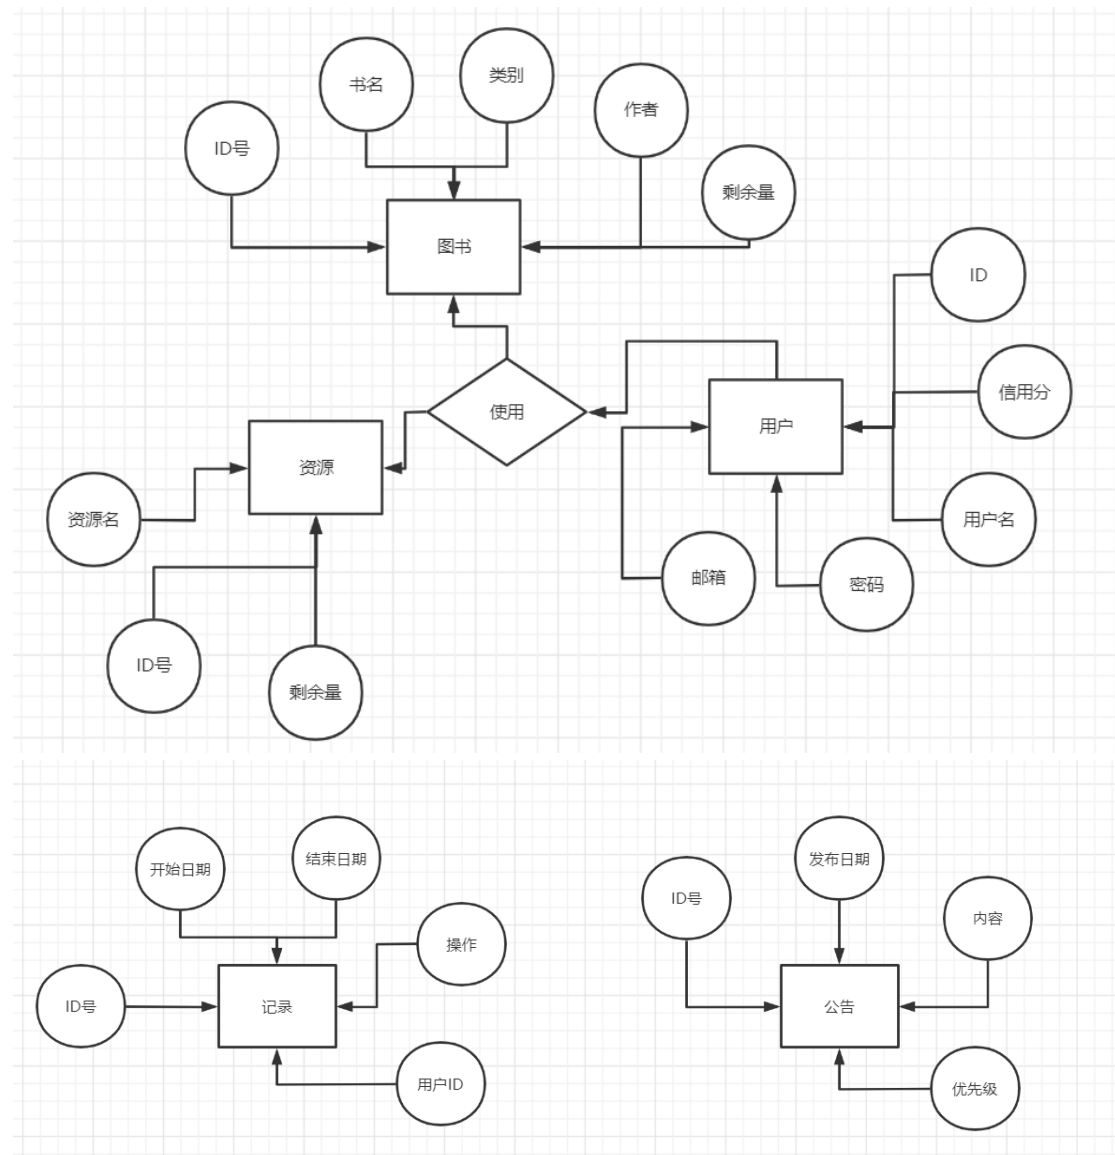 书名
类别
作者
ID号
剩余量
图书
ID
信用分
使用
用户
资源
资源名
用户名
邮箱
密码
ID号
剩余量
开始日期
结束日期
发布日期
ID号
内容
操作
ID号
记录
公告
用户ID
优先级